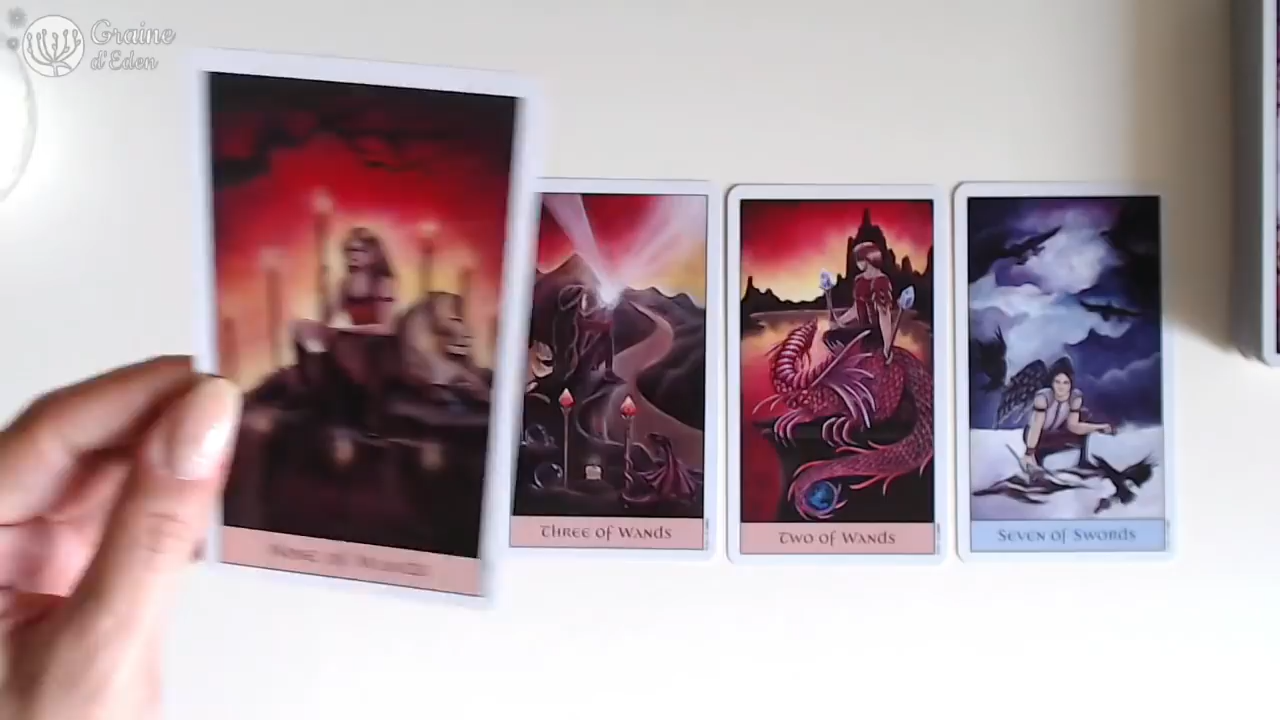 Graine
d'Eden
Three of Wands
Two of Wands
Seven of Swords